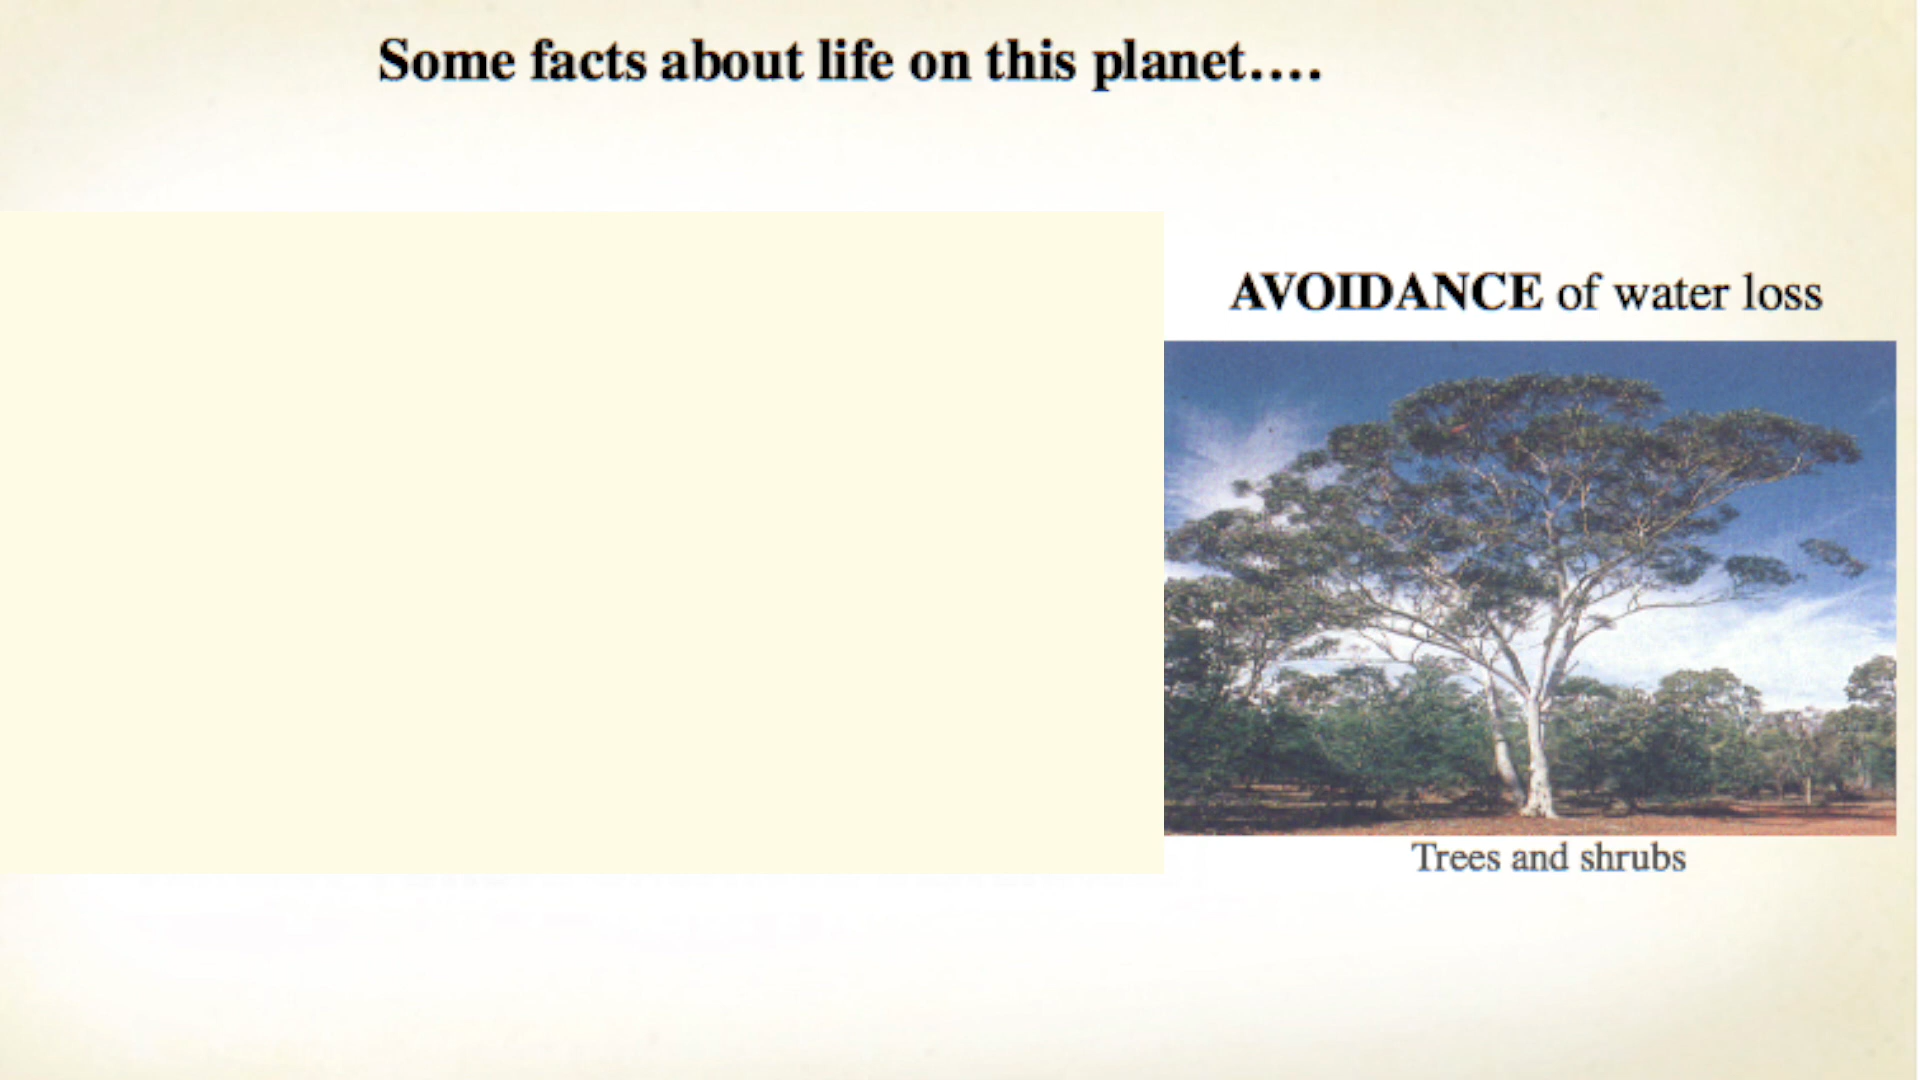 Some facts about life on this planet....
AVOIDANCE of water loss
Trees and shrubs